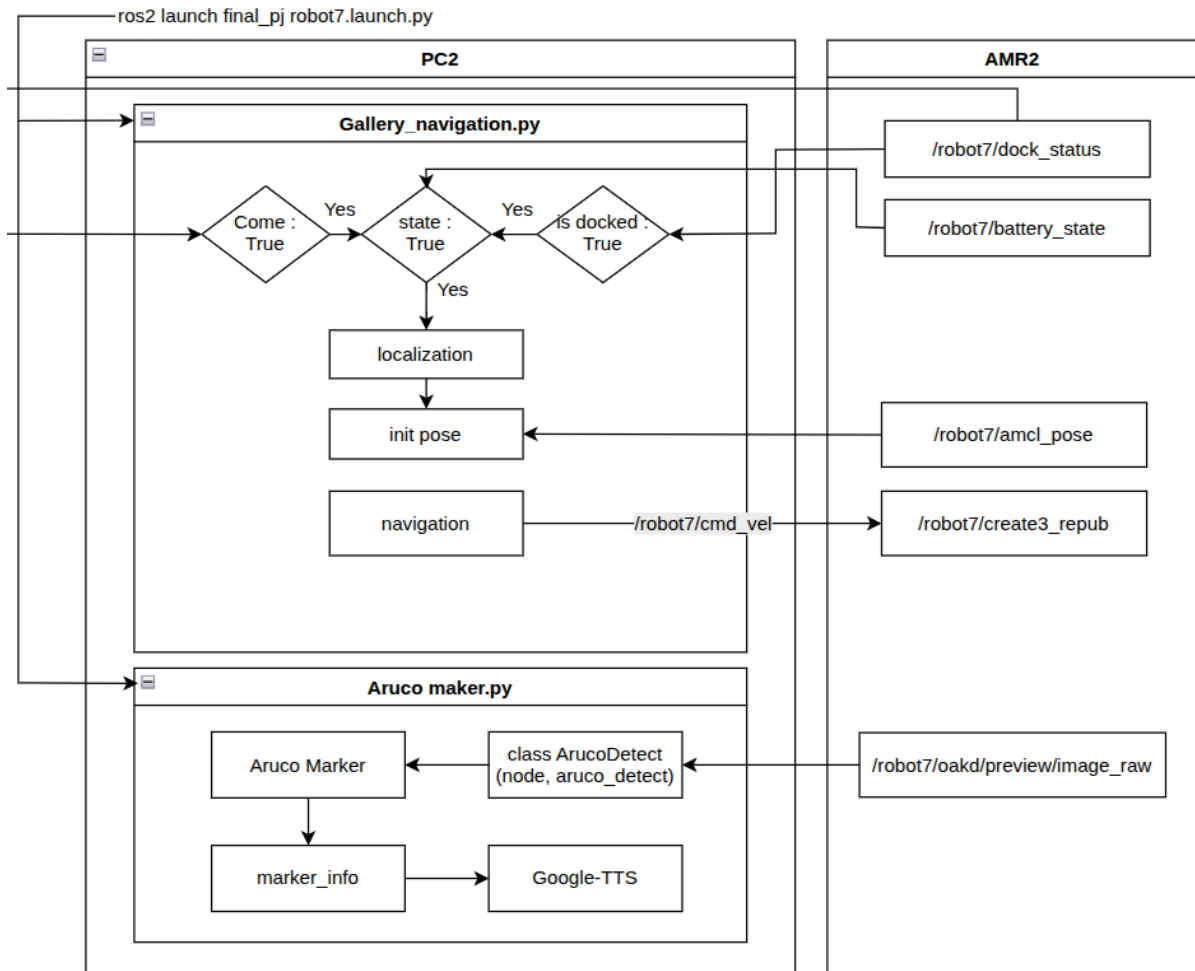 ros2 launch final_pj robot7.launch.py
PC2
AMR2
Gallery_navigation.py
/robot7/dock_status
Come :
True
Yes
state :
True
Yes
is docked :
True
/robot7/battery_state
Yes
localization
init pose
/robot7/amcl_pose
navigation
/robot7/cmd_vel
/robot7/create3_repub
Aruco maker.py
Aruco Marker
class ArucoDetect
(node, aruco_detect)
/robot7/oakd/preview/image_raw
marker_info
Google-TTS